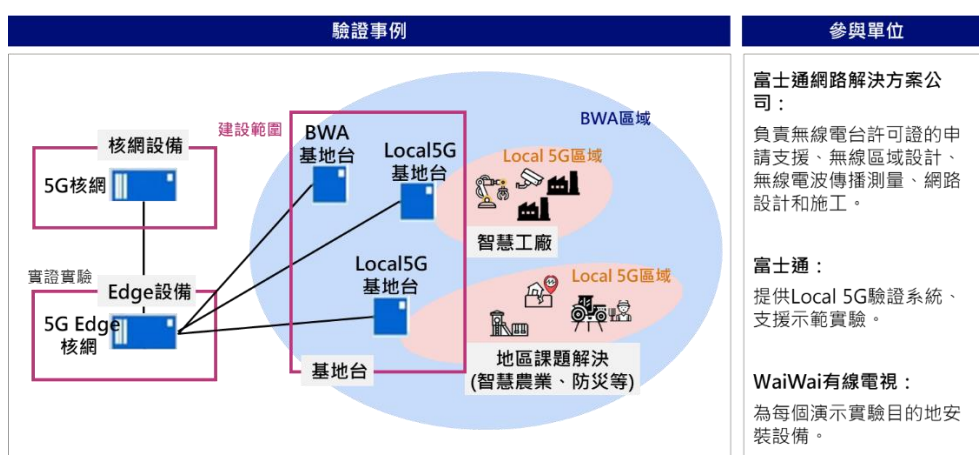 驗證事例
參與單位
建設範圍
BWA
基地台
BWA區域
核網設備
5G核網
Local5G
基地台
Local 5G區域
智慧工廠
實證實驗
Edge設備
5G Edge
核網
Local5G
基地台
Local 5G區域
基地台
地區課題解決
(智慧農業、防災等)
富士通網路解決方案公
司：
負責無線電台許可證的申
請支援、無線區域設計、
無線電波傳播測量、網路
設計和施工。
富士通：
提供Local 5G驗證系統、
支援示範實驗。
WaiWai有線電視：
為每個演示實驗目的地安
裝設備。